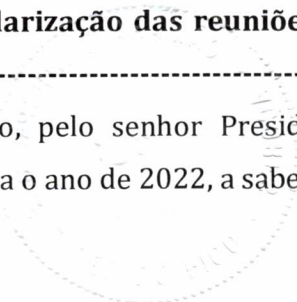 larização das reuniõe
--------------------------------
o, pelo senhor Presid
a o ano de 2022, a sabe